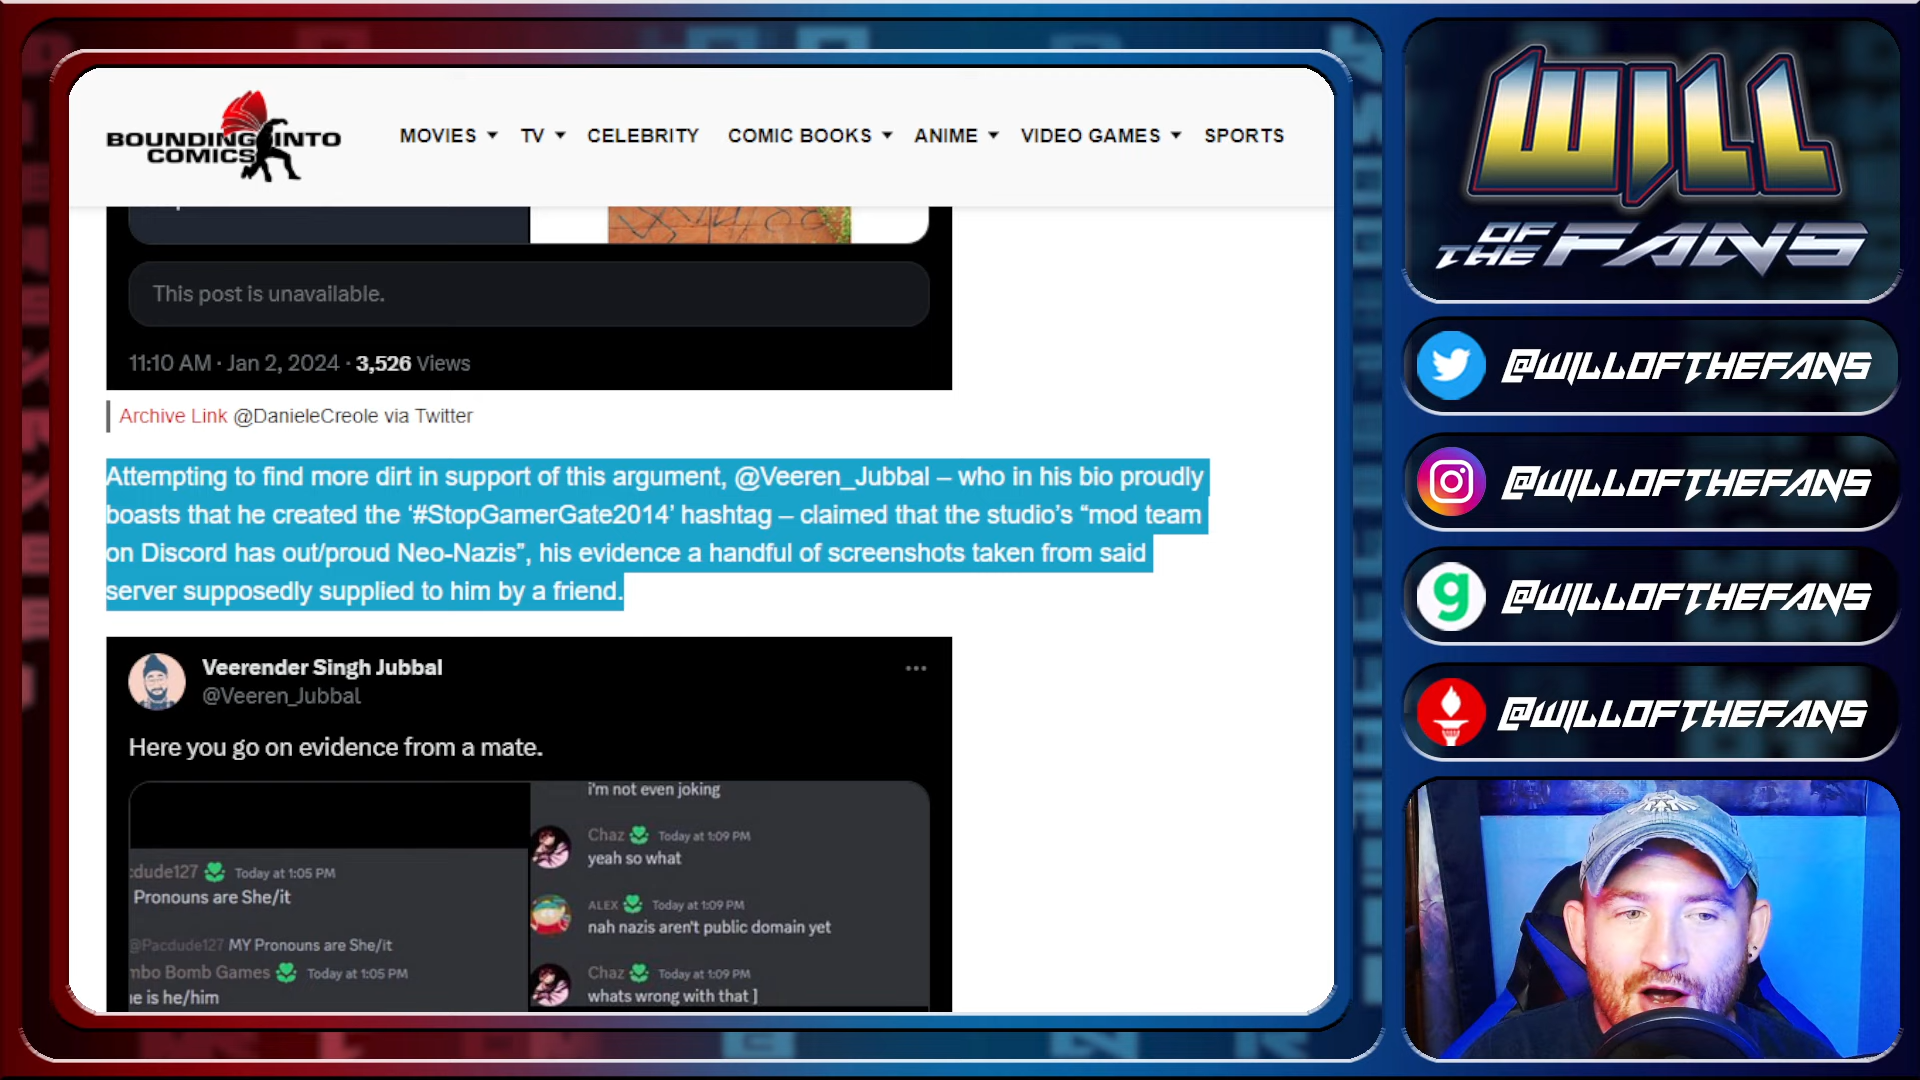 BOUNDING INTO
COMICS
MOVIES TV CELEBRITY COMIC BOOKS ANIME VIDEO GAMES SPORTS
This post is unavailable.
11:10 AM · Jan 2, 2024 · 3,526 Views
Archive Link @DanieleCreole via Twitter
Attempting to find more dirt in support of this argument, @Veeren_Jubbal – who in his bio proudly
boasts that he created the ‘#StopGamerGate2014’ hashtag – claimed that the studio’s “mod team
on Discord has out/proud Neo-Nazis”, his evidence a handful of screenshots taken from said
server supposedly supplied to him by a friend.
Veerender Singh Jubbal
@Veeren_Jubbal
Here you go on evidence from a mate.
:dude127 Today at 1:05 PM
Pronouns are She/it
@Pacdude127 MY Pronouns are She/it
mbo Bomb Games Today at 1:05 PM
is he/him
i'm not even joking
Chaz Today at 1:09 PM
yeah so what
ALEX Today at 1:09 PM
nah nazis aren't public domain yet
Chaz Today at 1:09 PM
whats wrong with that ]
WILL
OF THE FANS
@WILLOFTHEFANS
@WILLOFTHEFANS
g @WILLOFTHEFANS
@WILLOFTHEFANS